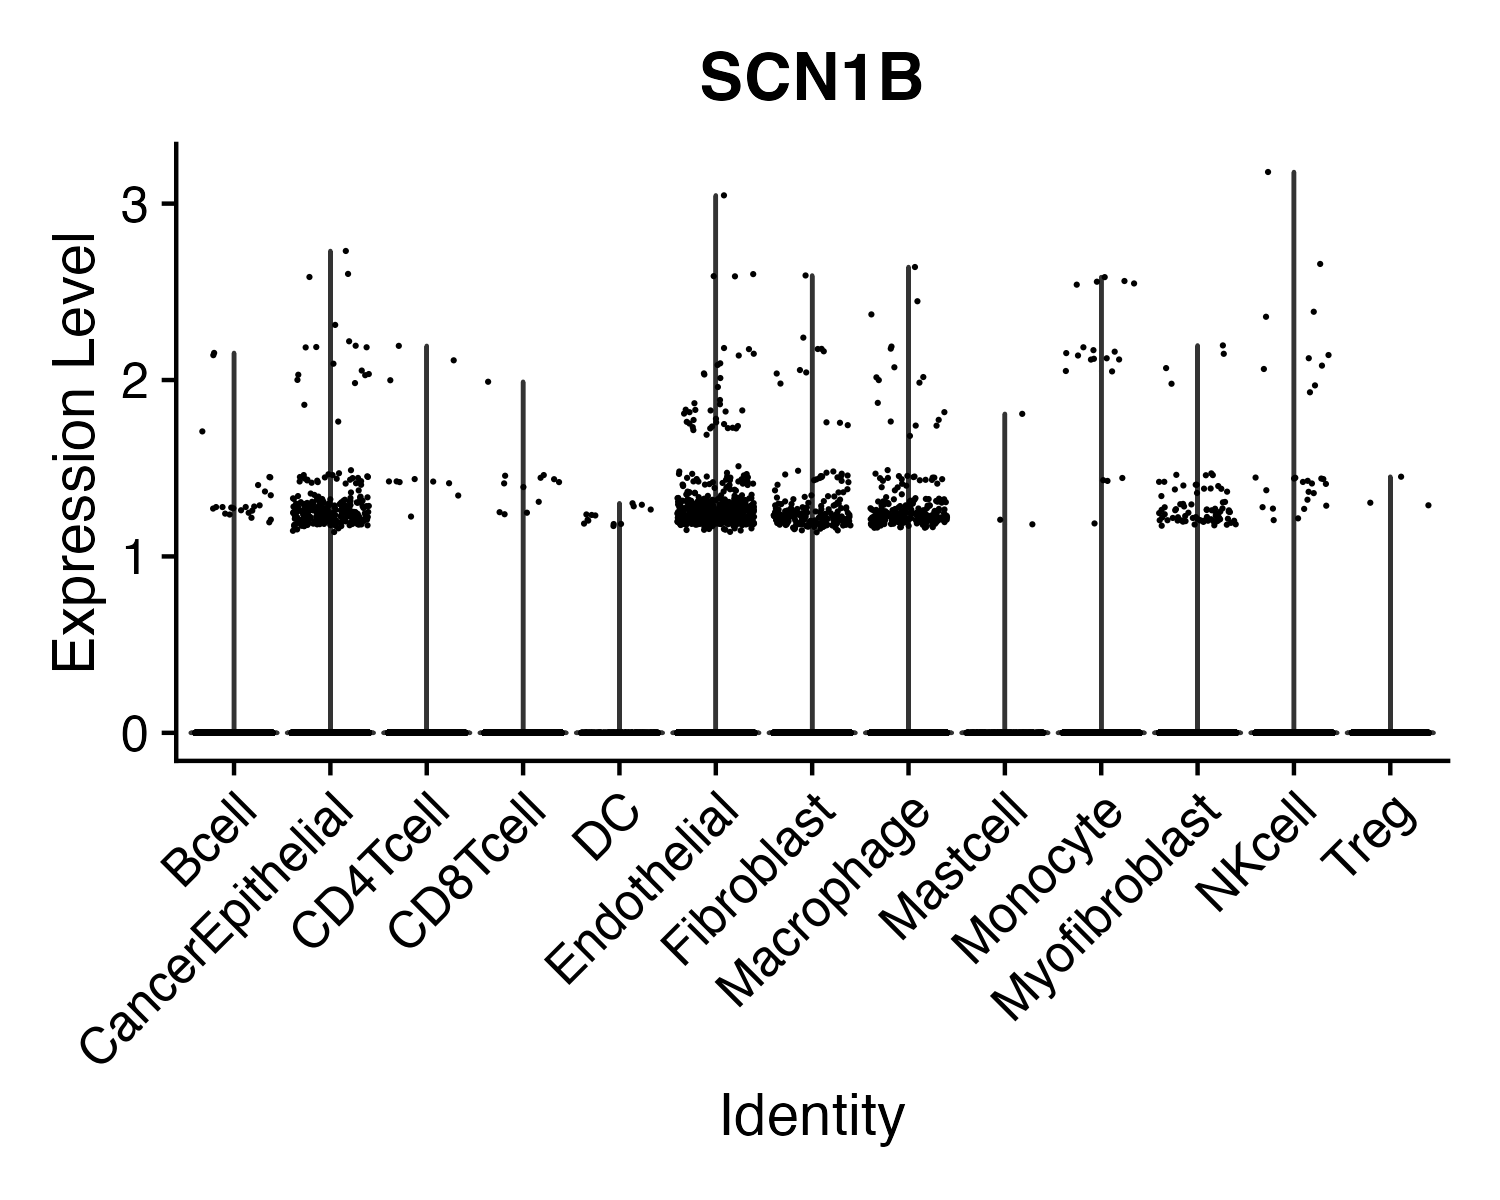 SCN1B
Expression Level
3
2
1
0
Bcell
CancerEpithelial
CD4Tcell
CD8Tcell
DC
Endothelial
Fibroblast
Macrophage
Mastcell
Monocyte
Myofibroblast
NKcell
Treg
Identity